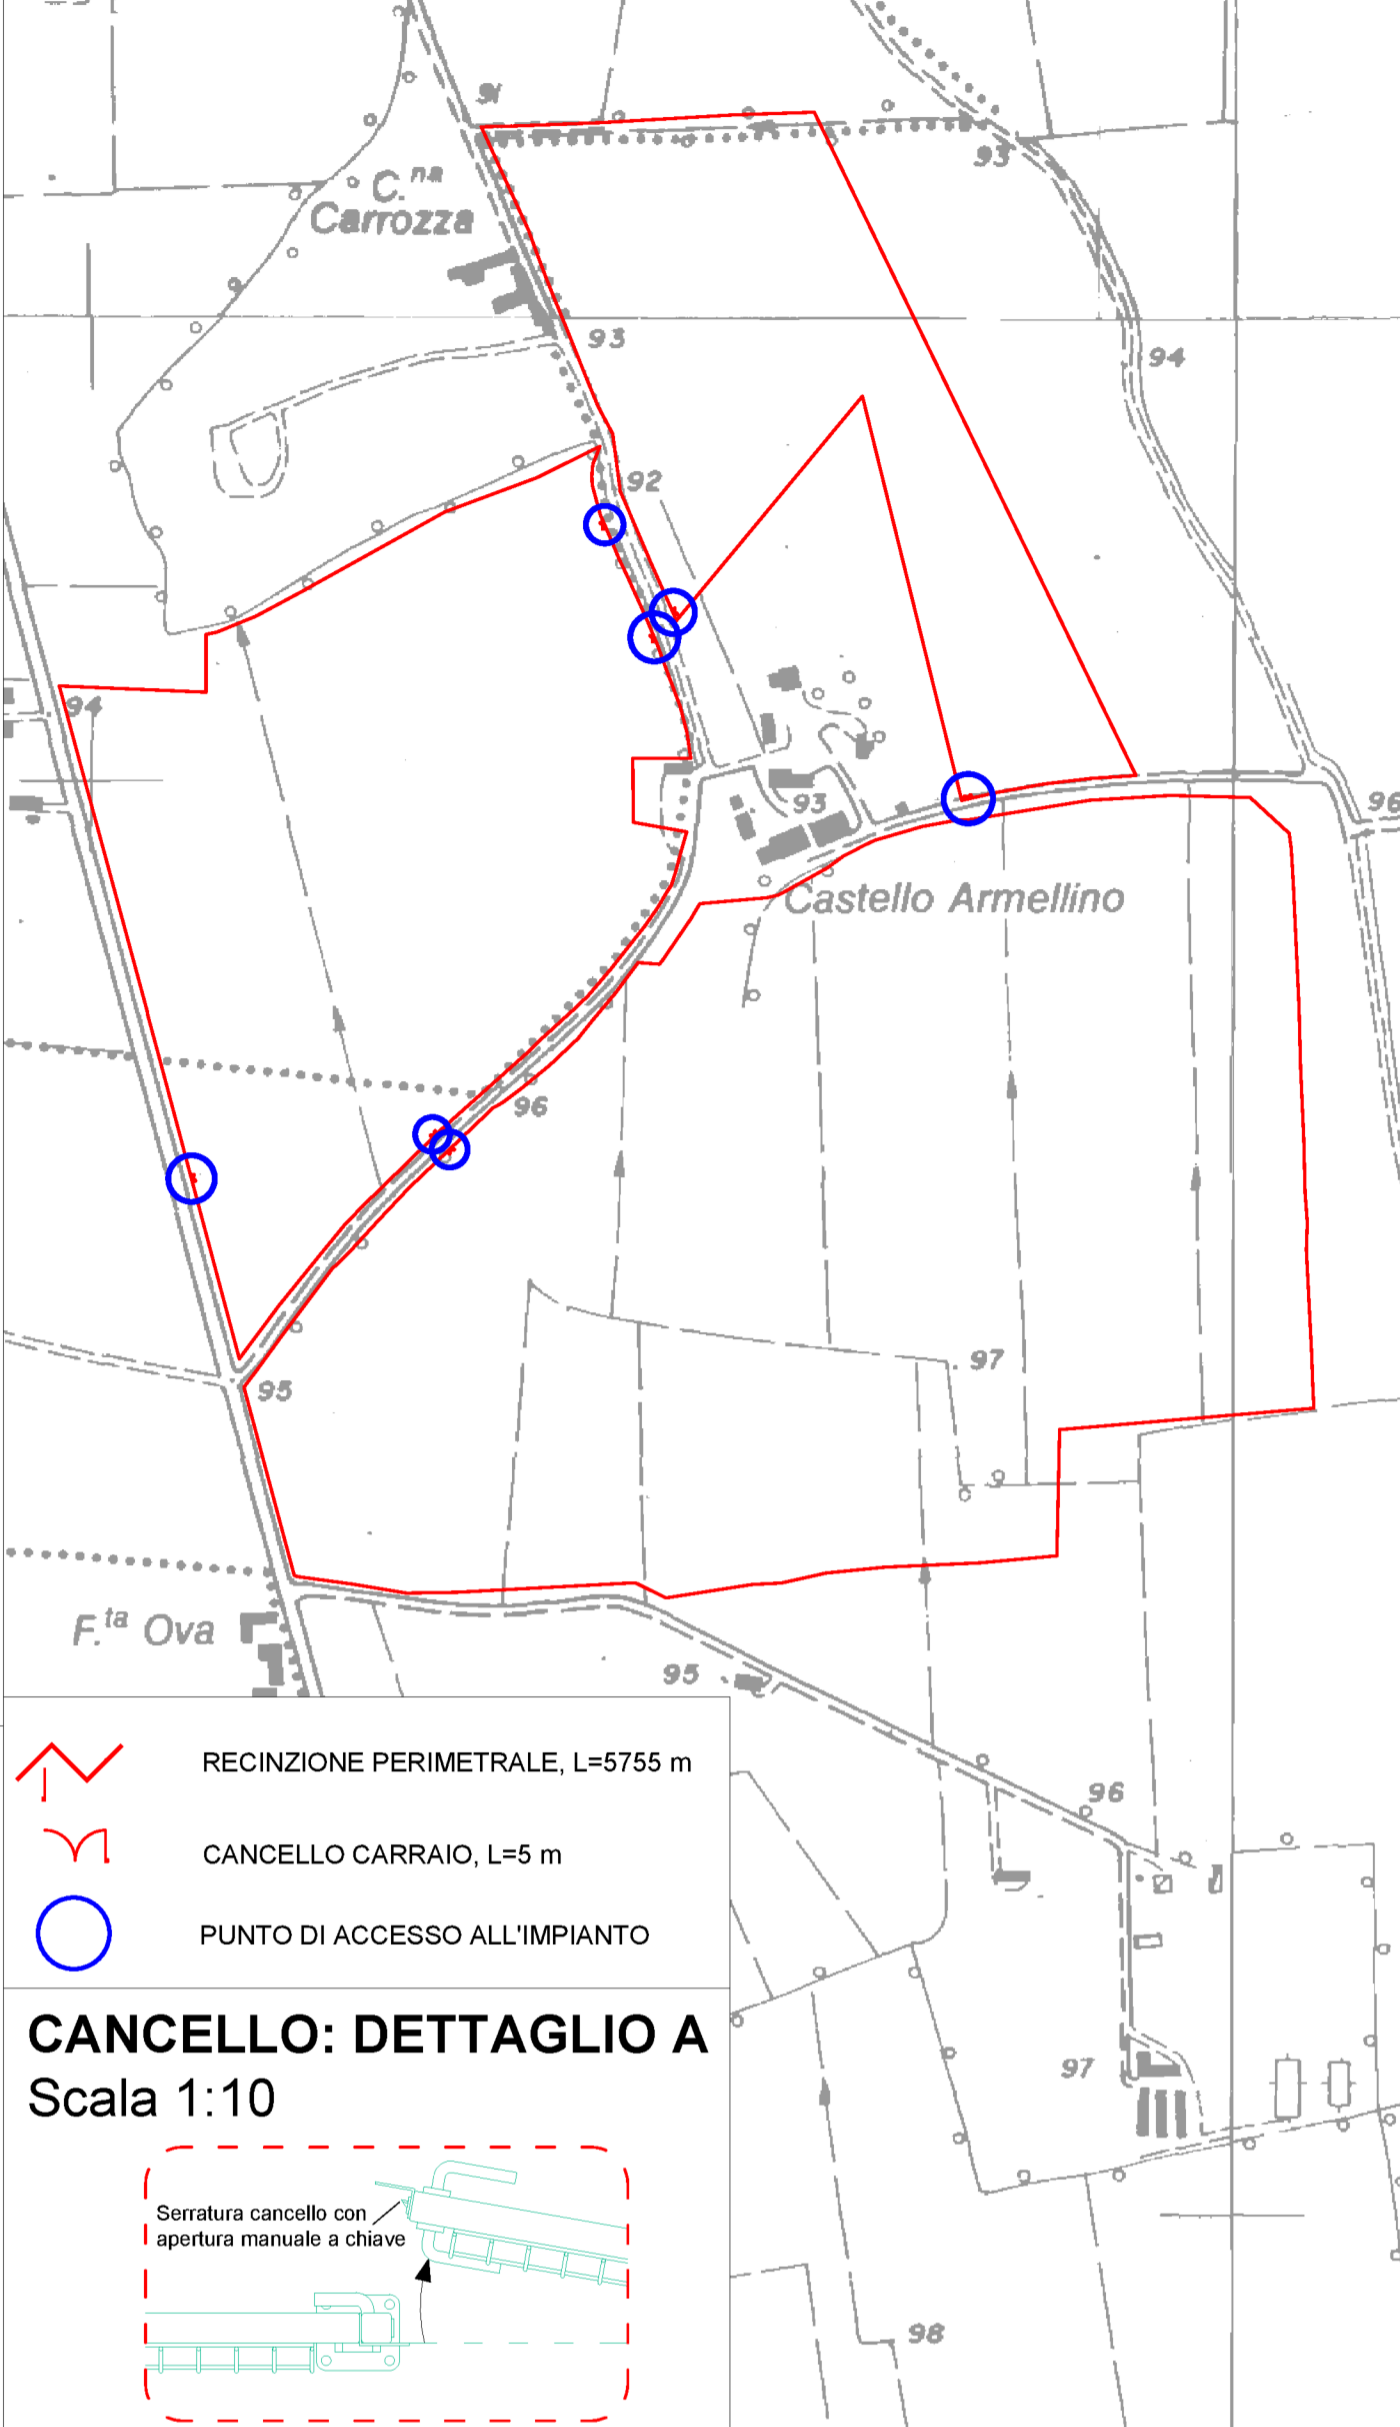 91
93
C.na
Carrozza
93
94
92
94
93
96
Castello Armellino
96
97
95
F.ta Ova
95
RECINZIONE PERIMETRALE, L=5755 m
96
CANCELLO CARRAIO, L=5 m
PUNTO DI ACCESSO ALL'IMPIANTO
CANCELLO: DETTAGLIO A
97
Scala 1:10
Serratura cancello con
apertura manuale a chiave
98